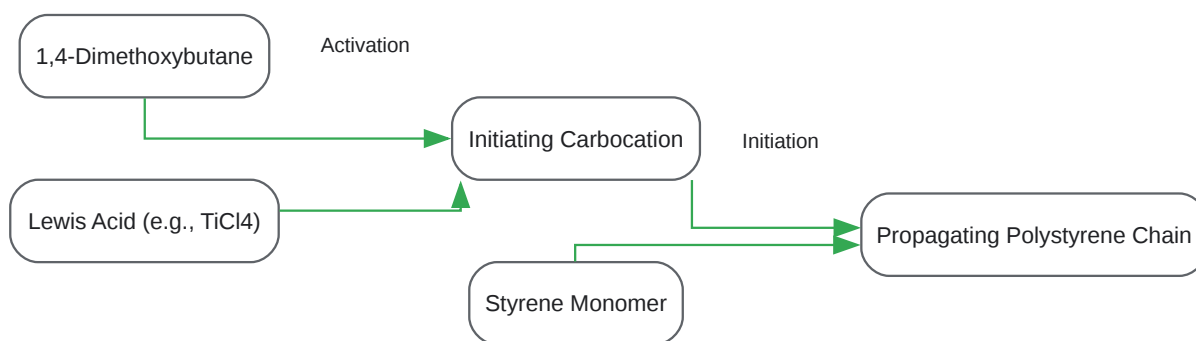 1,4-Dimethoxybutane
Activation
Initiating Carbocation
Initiation
Lewis Acid (e.g., TiCl4)
Propagating Polystyrene Chain
Styrene Monomer